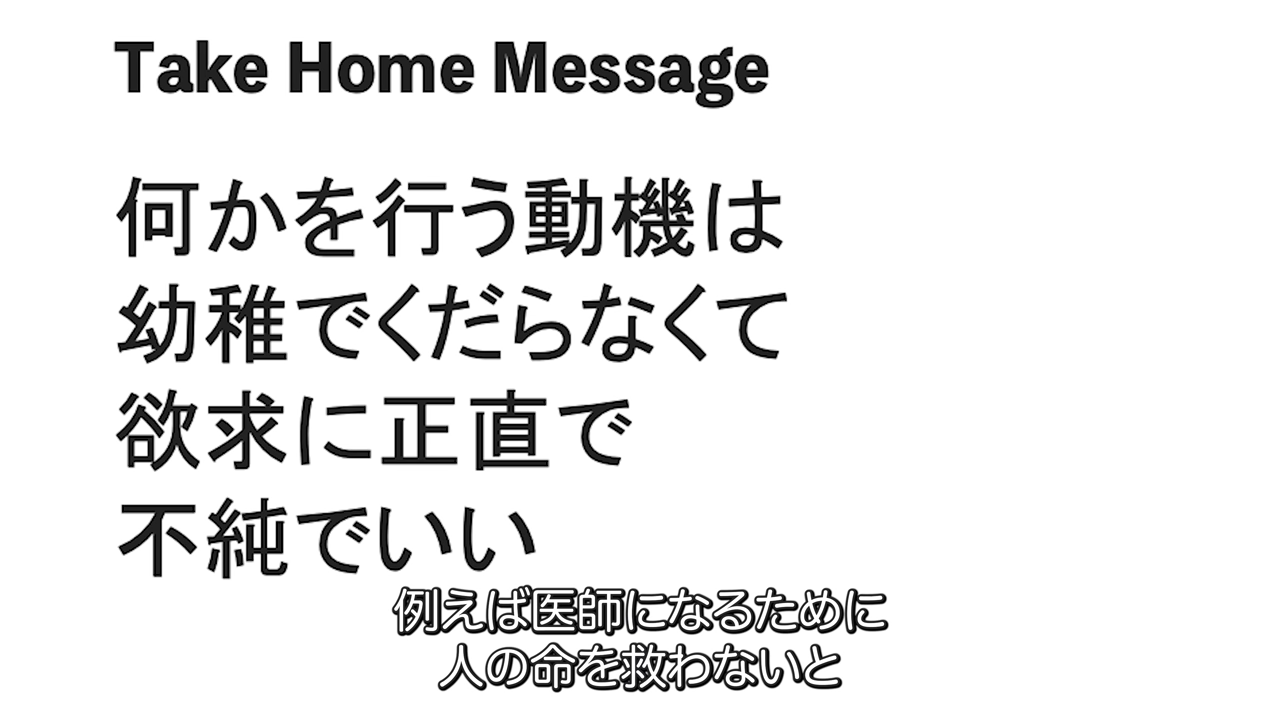 Take Home Message
何かを行う動機は
幼稚でくだらなくて
欲求に正直で
不純でいい
例えば医師になるために
人の命を救わないと